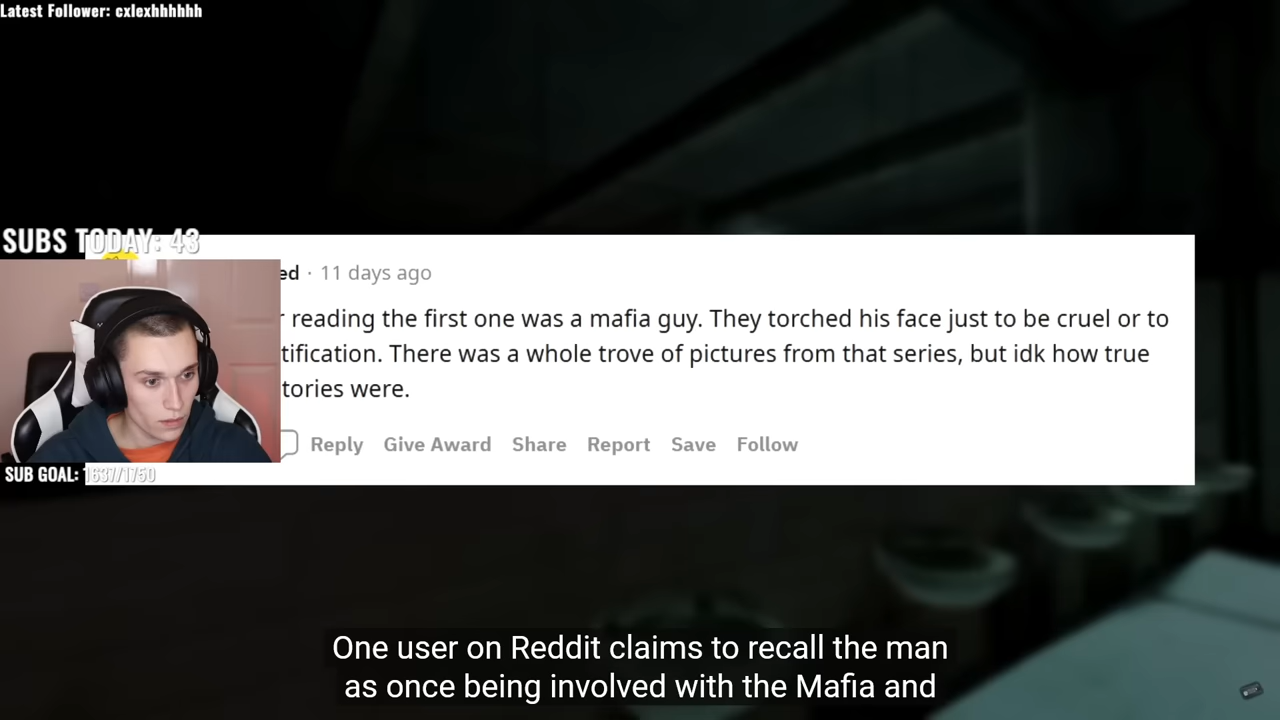 Latest Follower: cxlexhhhhhh
SUBS TODAY: 43
ed · 11 days ago
reading the first one was a mafia guy. They torched his face just to be cruel or to
tification. There was a whole trove of pictures from that series, but idk how true
tories were.
Reply Give Award Share Report Save Follow
SUB GOAL: 1637/1750
One user on Reddit claims to recall the man
as once being involved with the Mafia and